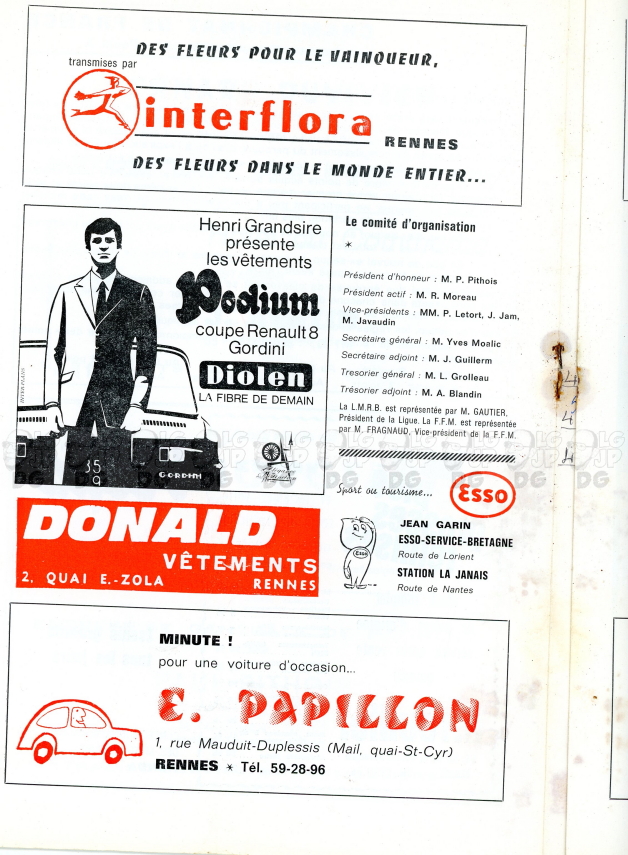 DES FLEURS POUR LE VAINQUEUR,
transmises par
interflora
RENNES
DES FLEURS DANS LE MONDE ENTIER...
Henri Grandsire
présente
les vêtements
Podium
coupe Renault 8
Gordini
Diolen
LA FIBRE DE DEMAIN
35
9
GORDINI
DONALD
VÊTEMENTS
2, QUAI E.-ZOLA
RENNES
Le comité d'organisation
*
Président d'honneur : M. P. Pithois
Président actif : M. R. Moreau
Vice-présidents : MM. P. Letort, J. Jam,
M. Javaudin
Secrétaire général : M. Yves Moalic
Secrétaire adjoint : M. J. Guillerm
Tresorier général : M. L. Grolleau
Trésorier adjoint : M. A. Blandin
La L.M.R.B. est représentée par M. GAUTIER,
Président de la Ligue. La F.F.M. est représentée
par M. FRAGNAUD, Vice-président de la F.F.M.
Sport ou tourisme...
Esso
Esso
JEAN GARIN
ESSO-SERVICE-BRETAGNE
Route de Lorient
STATION LA JANAIS
Route de Nantes
MINUTE !
pour une voiture d'occasion...
E. PAPILLON
1, rue Mauduit-Duplessis (Mail, quai-St-Cyr)
RENNES * Tél. 59-28-96